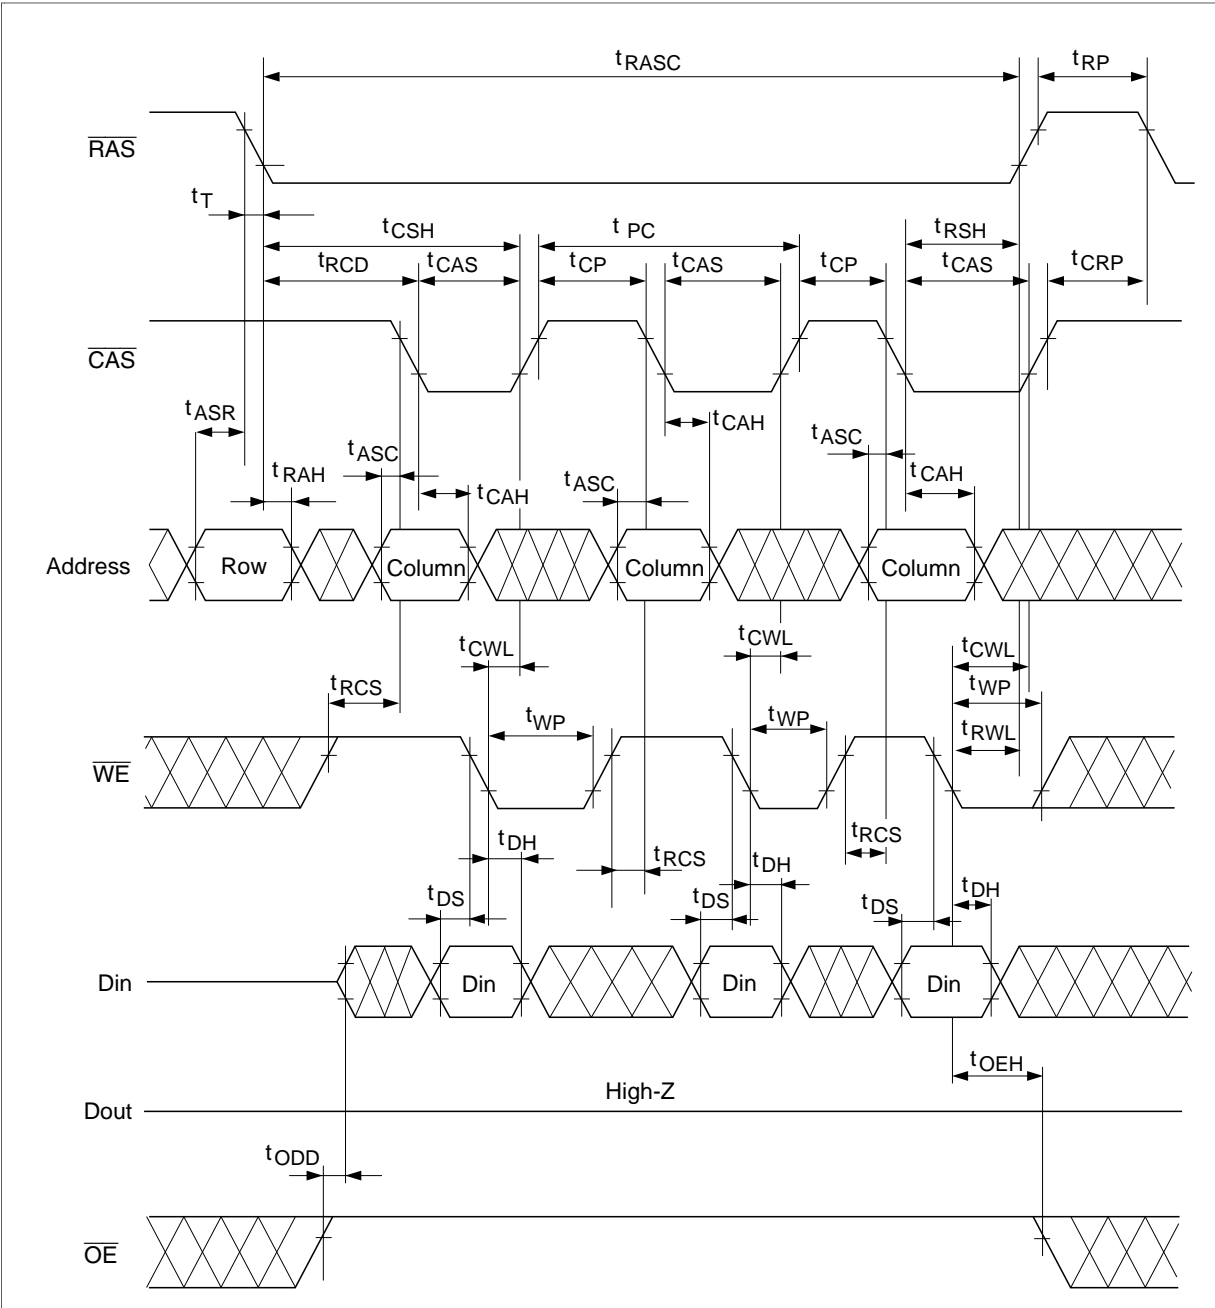 tRASC tRP
RAS
tT
tCSH t PC tRSH
tRCD tCAS tCP tCAS tCP tCAS tCRP
CAS
tASR tCAH
tASC tASC
tRAH tCAH tASC tCAH
Address Row Column Column Column
tCWL tCWL tCWL
tRCS tWP
tWP tWP tRWL
WE
tDH tRCS tDH tRCS
tDS tDS tDS tDH
Din Din Din Din
tOEH
High-Z
Dout
tODD
OE